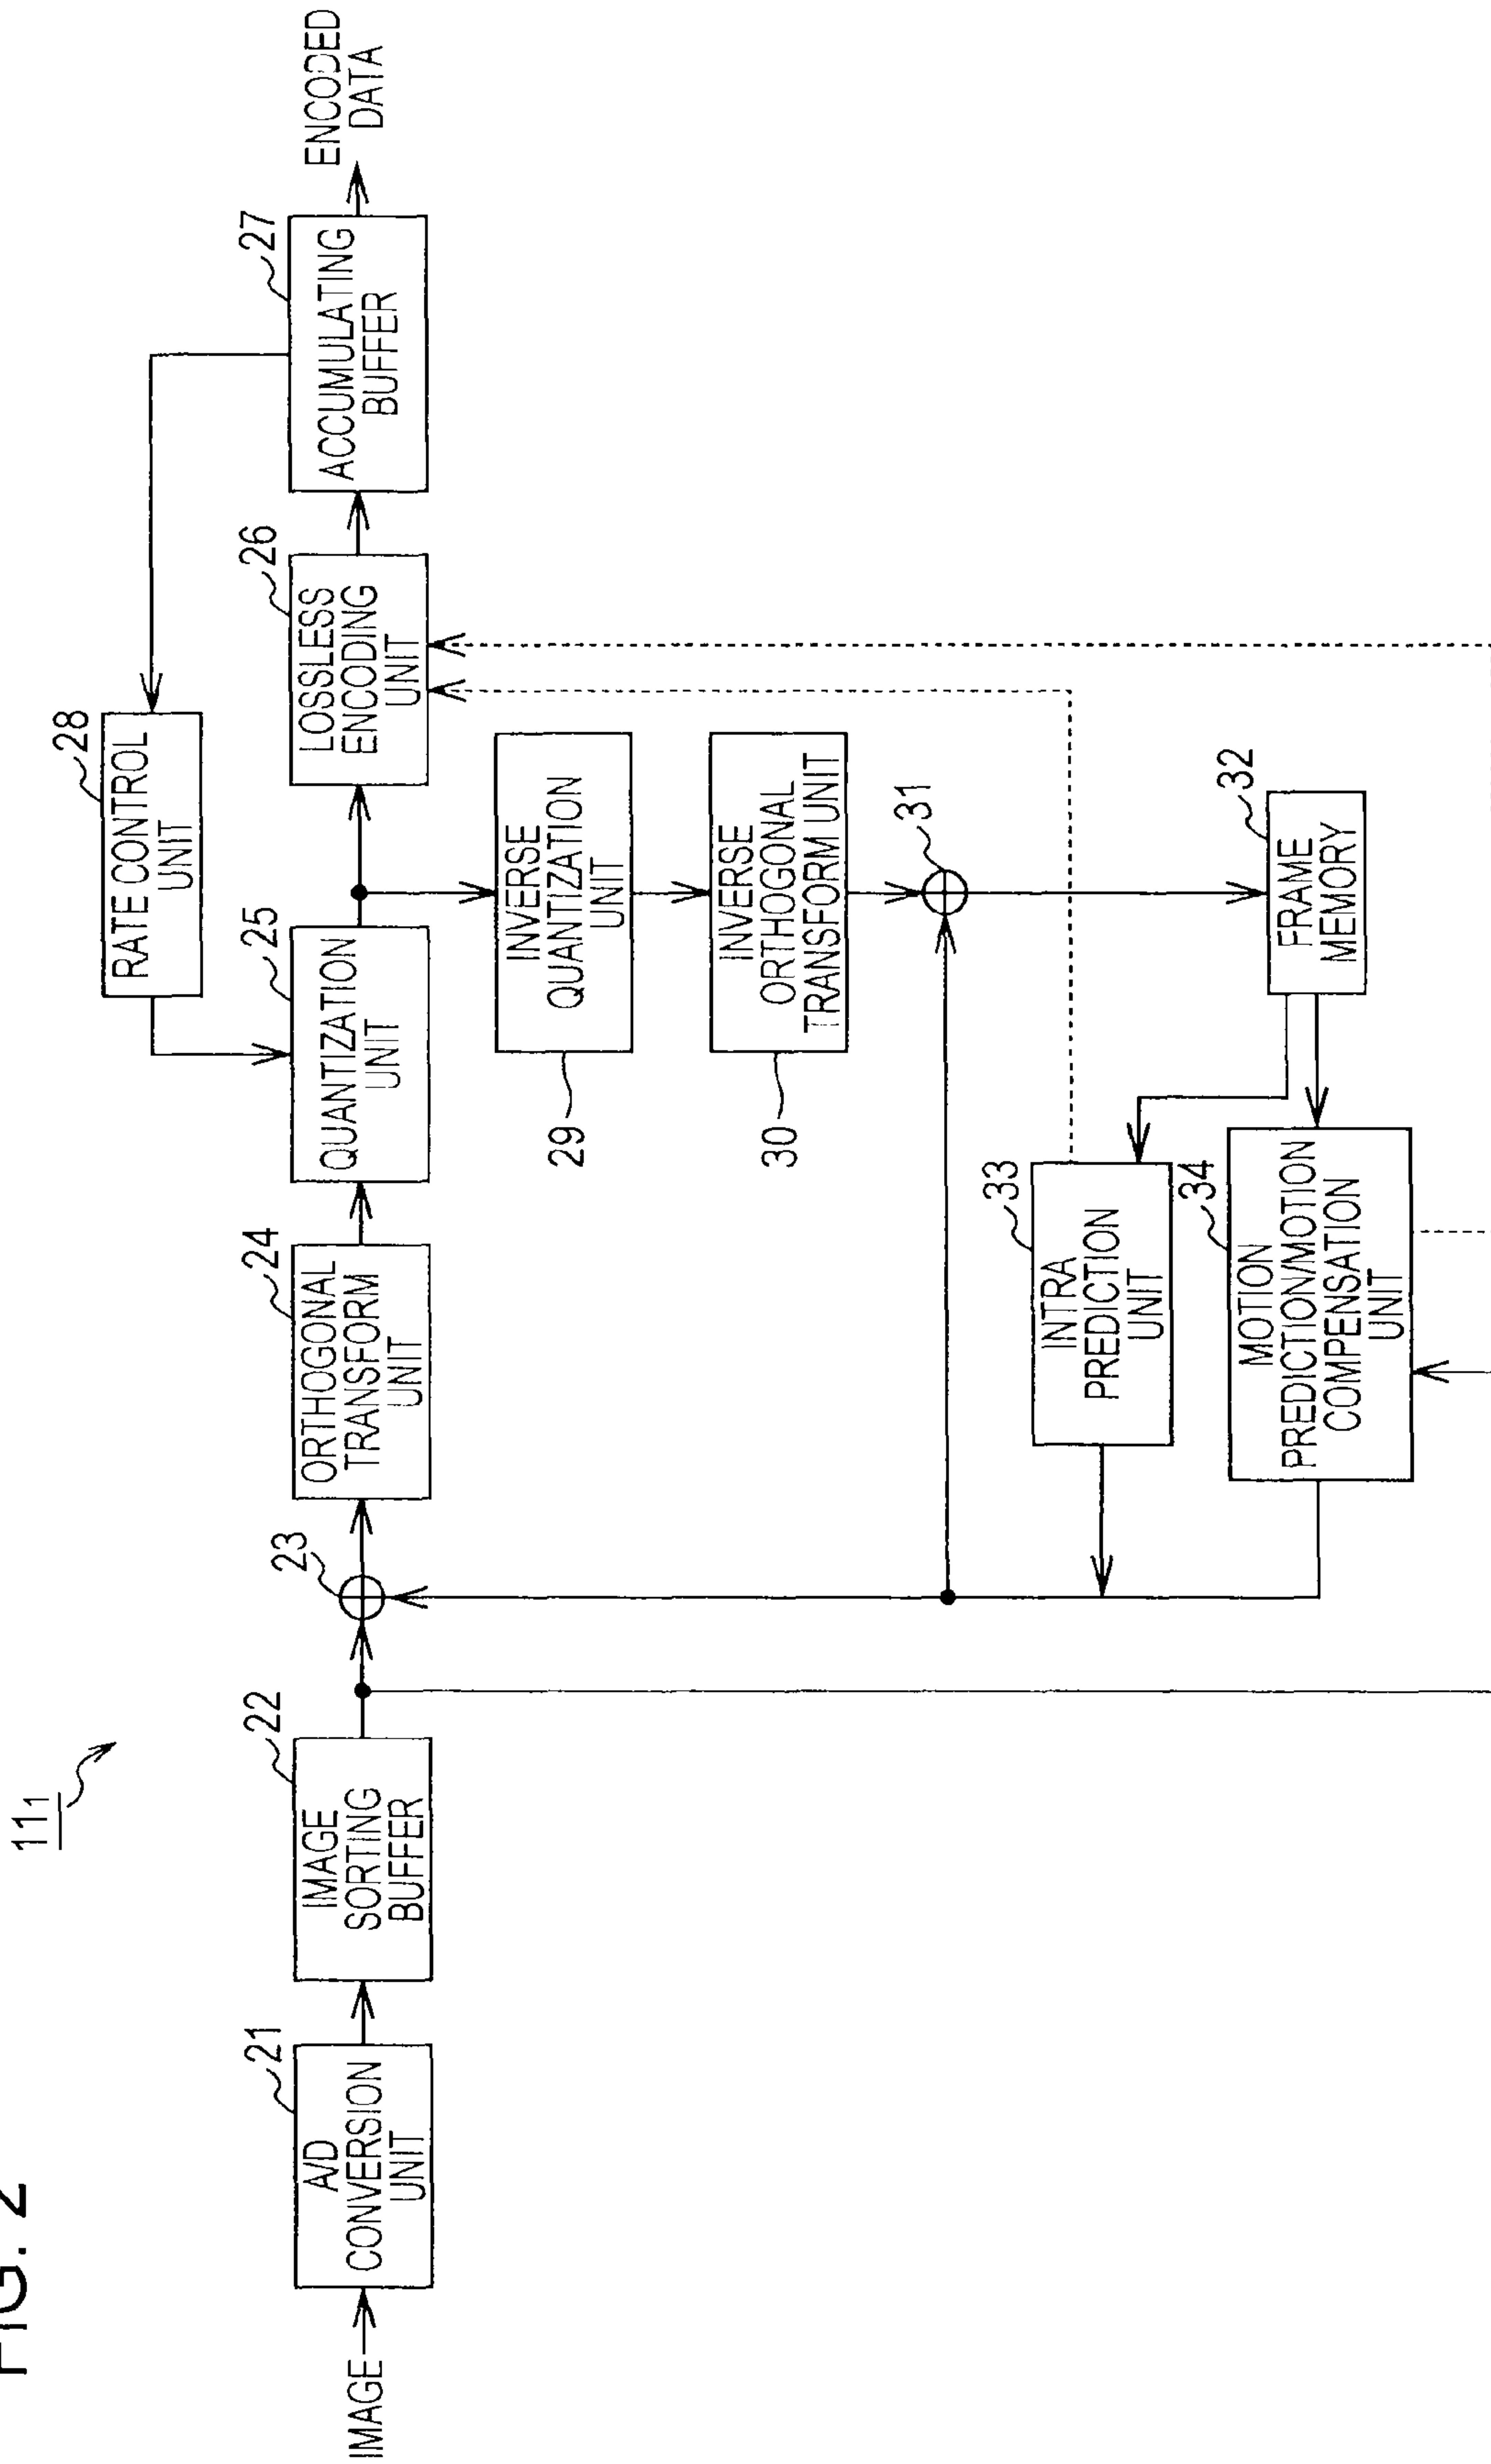 FIG. 2
11₁
IMAGE
21
A/D
CONVERSION
UNIT
22
IMAGE
SORTING
BUFFER
23
24
ORTHOGONAL
TRANSFORM
UNIT
25
QUANTIZATION
UNIT
26
LOSSLESS
ENCODING
UNIT
27
ACCUMULATING
BUFFER
ENCODED
DATA
28
RATE CONTROL
UNIT
29
INVERSE
QUANTIZATION
UNIT
30
INVERSE
ORTHOGONAL
TRANSFORM UNIT
31
32
FRAME
MEMORY
33
INTRA
PREDICTION
UNIT
34
MOTION
PREDICTION/MOTION
COMPENSATION
UNIT